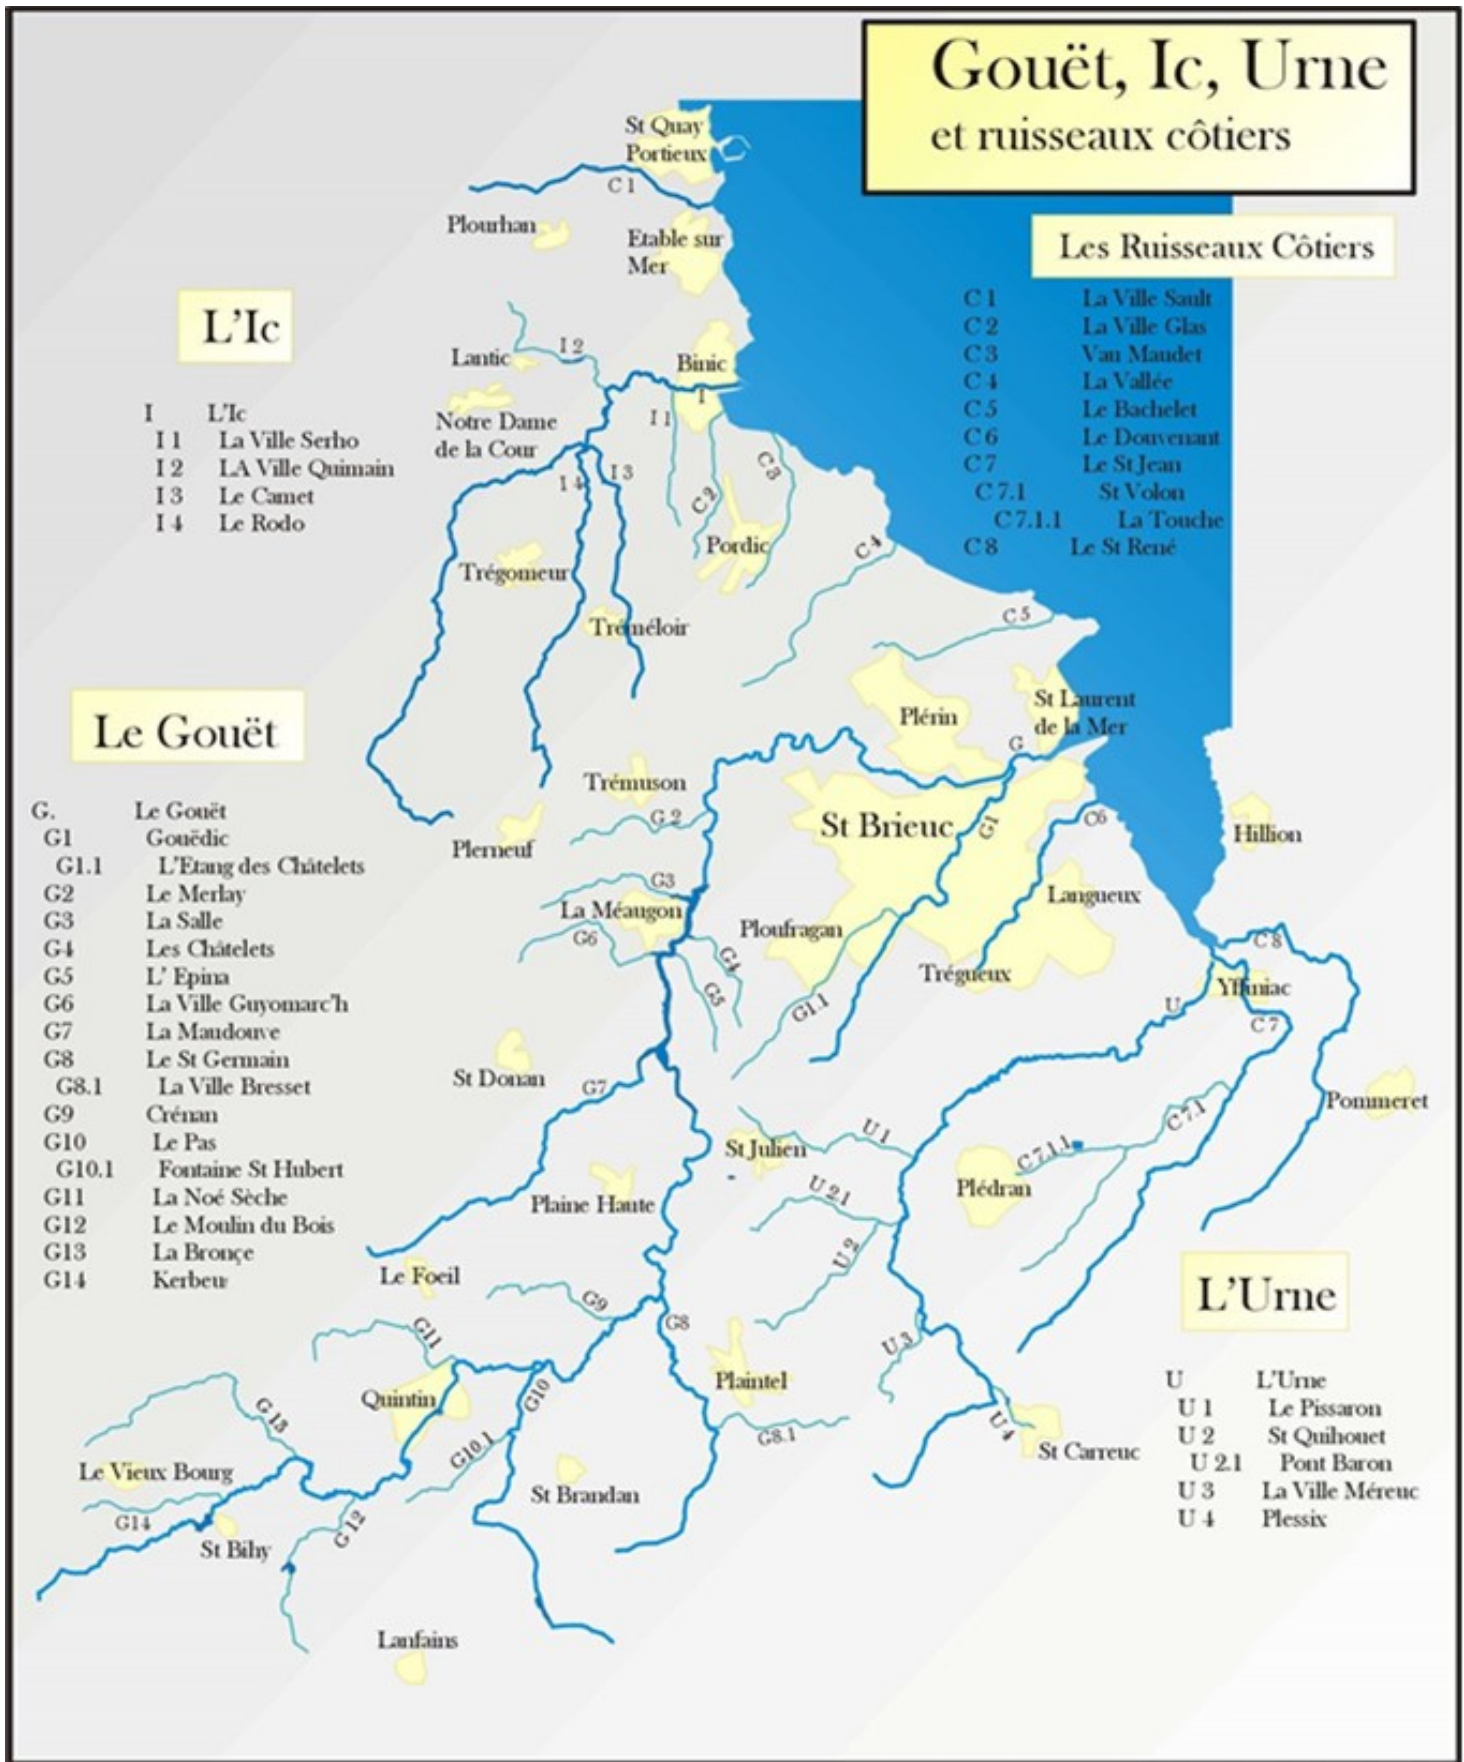 Gouët, Ic, Urne
et ruisseaux côtiers
Les Ruisseaux Côtiers
C 1 La Ville Sault
C 2 La Ville Glas
C 3 Vau Maudet
C 4 La Vallée
C 5 Le Bachelet
C 6 Le Douvenant
C 7 Le St Jean
C 7.1 St Volon
C 7.1.1 La Touche
C 8 Le St René
L'Ic
I L'Ic
I 1 La Ville Serho
I 2 LA Ville Quimain
I 3 Le Camet
I 4 Le Rodo
Le Gouët
G. Le Gouët
G1 Gouëdic
G1.1 L'Etang des Châtelets
G2 Le Merlay
G3 La Salle
G4 Les Châtelets
G5 L' Epina
G6 La Ville Guyomarc'h
G7 La Maudouve
G8 Le St Germain
G8.1 La Ville Bresset
G9 Crénan
G10 Le Pas
G10.1 Fontaine St Hubert
G11 La Noé Sèche
G12 Le Moulin du Bois
G13 La Bronçe
G14 Kerbeur
L'Urne
U L'Urne
U 1 Le Pissaron
U 2 St Quihouet
U 2.1 Pont Baron
U 3 La Ville Méreuc
U 4 Plessix
St Quay
Portieux
C 1
Plourhan
Etable sur
Mer
Lantic
I 2
Binic
I
Notre Dame
de la Cour
I 1
I 4
I 3
C 2
C 3
Pordic
C 4
Trégomeur
Tréméloir
C 5
Plérin
St Laurent
de la Mer
G
Trémuson
G 2
St Brieuc
G1
C6
Hillion
Plerneuf
G3
La Méaugon
G6
G4
G5
Ploufragan
Langueux
Trégueux
G1.1
C 8
Yffiniac
U
C 7
St Donan
G7
Pommeret
St Julien
U 1
C 7.1
C 7.1.1
Plédran
Plaine Haute
U 2.1
U 2
Le Foeil
G9
G8
G11
U 3
Quintin
G10
Plaintel
G 13
G10.1
G8.1
U 4
St Carreuc
Le Vieux Bourg
St Brandan
G14
G 12
St Bihy
Lanfains